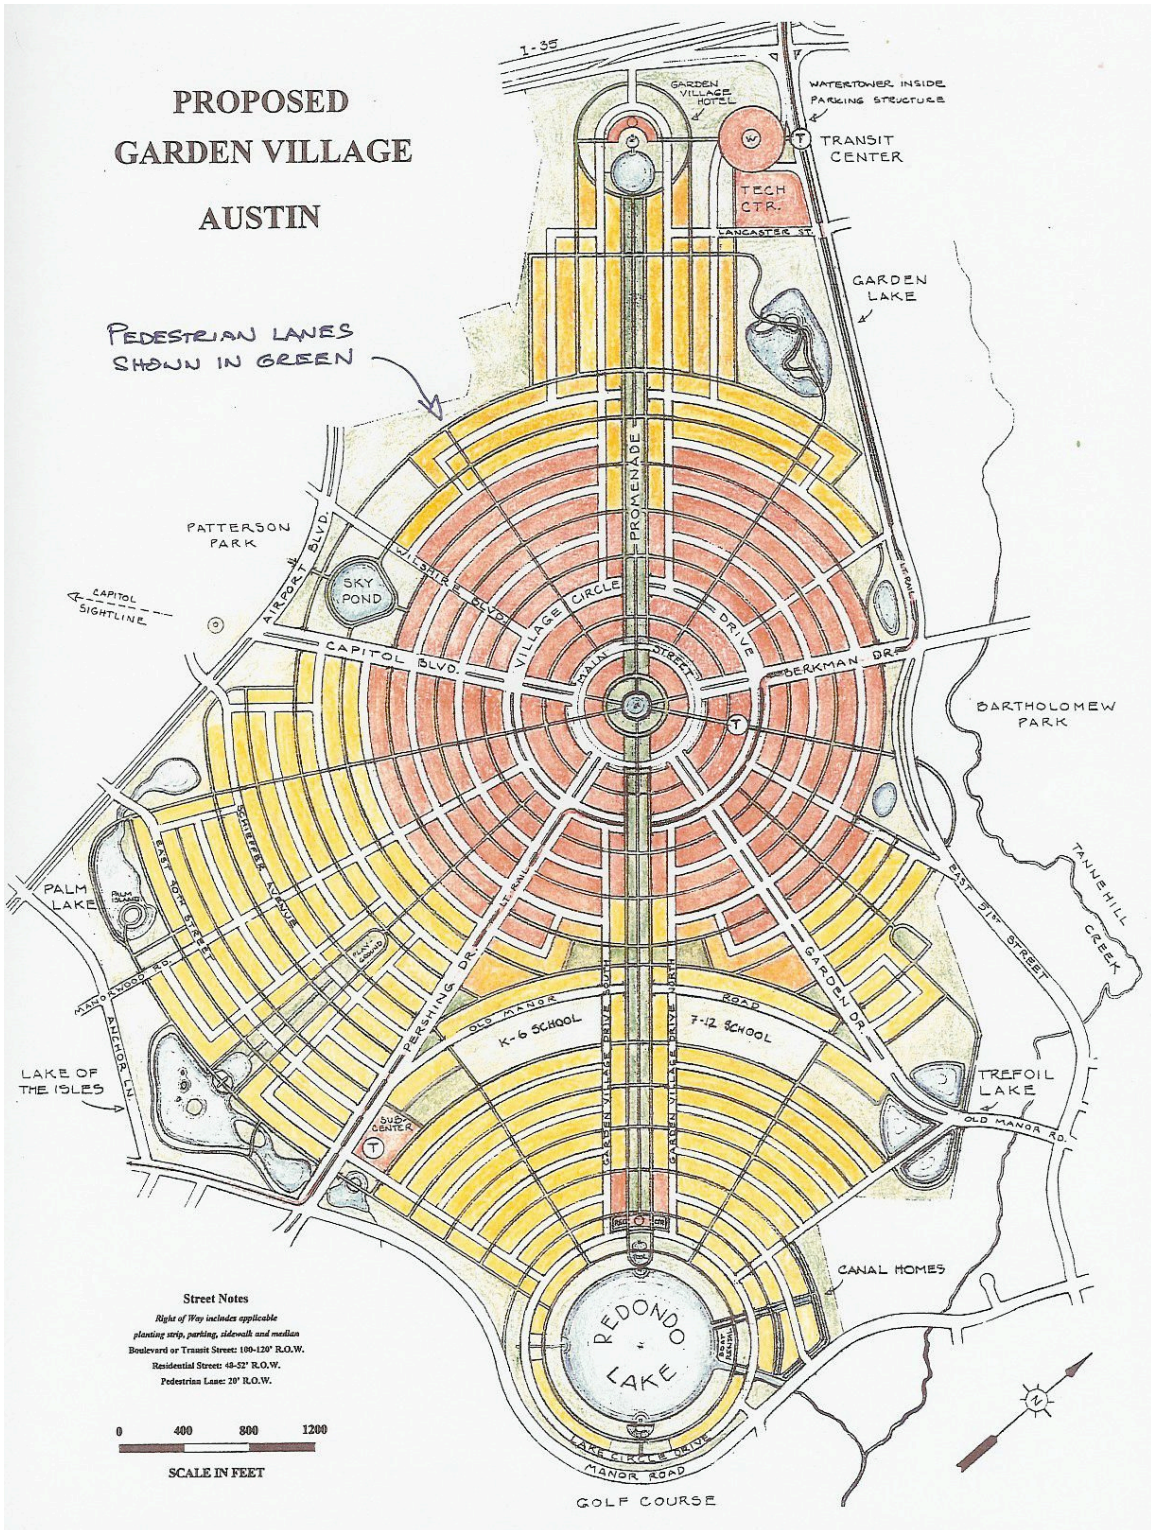 PROPOSED
GARDEN VILLAGE
AUSTIN
I-35
GARDEN
VILLAGE
HOTEL
WATERTOWER INSIDE
PARKING STRUCTURE
W
T
TRANSIT
CENTER
TECH
CTR.
LANCASTER ST.
GARDEN
LAKE
PEDESTRIAN LANES
SHOWN IN GREEN
PROMENADE
PATTERSON
PARK
AIRPORT BLVD.
WILSHIRE BLVD.
SKY
POND
CAPITOL
SIGHTLINE
CAPITOL BLVD.
VILLAGE CIRCLE DRIVE
MAIN STREET
BERKMAN DR.
LT. RAIL
T
BARTHOLOMEW
PARK
TANNEHILL
CREEK
EAST 51ST STREET
SCHIEFFER AVENUE
EAST 40TH STREET
PALM
LAKE
PALM
ISLAND
PLAY-
GROUND
MANORWOOD RD.
ANCHOR LN.
LT. RAIL
PERSHING DR.
GARDEN DR.
OLD MANOR ROAD
K-6 SCHOOL
7-12 SCHOOL
GARDEN VILLAGE DRIVE SOUTH
GARDEN VILLAGE DRIVE NORTH
LAKE OF
THE ISLES
TREFOIL
LAKE
OLD MANOR RD.
SUB-
CENTER
T
REC
CTR
CANAL HOMES
REDONDO
LAKE
BOAT
RENTAL
LAKE CIRCLE DRIVE
MANOR ROAD
GOLF COURSE
N
Street Notes
Right of Way includes applicable
planting strip, parking, sidewalk and median
Boulevard or Transit Street: 100-120' R.O.W.
Residential Street: 48-52' R.O.W.
Pedestrian Lane: 20' R.O.W.
0 400 800 1200
SCALE IN FEET